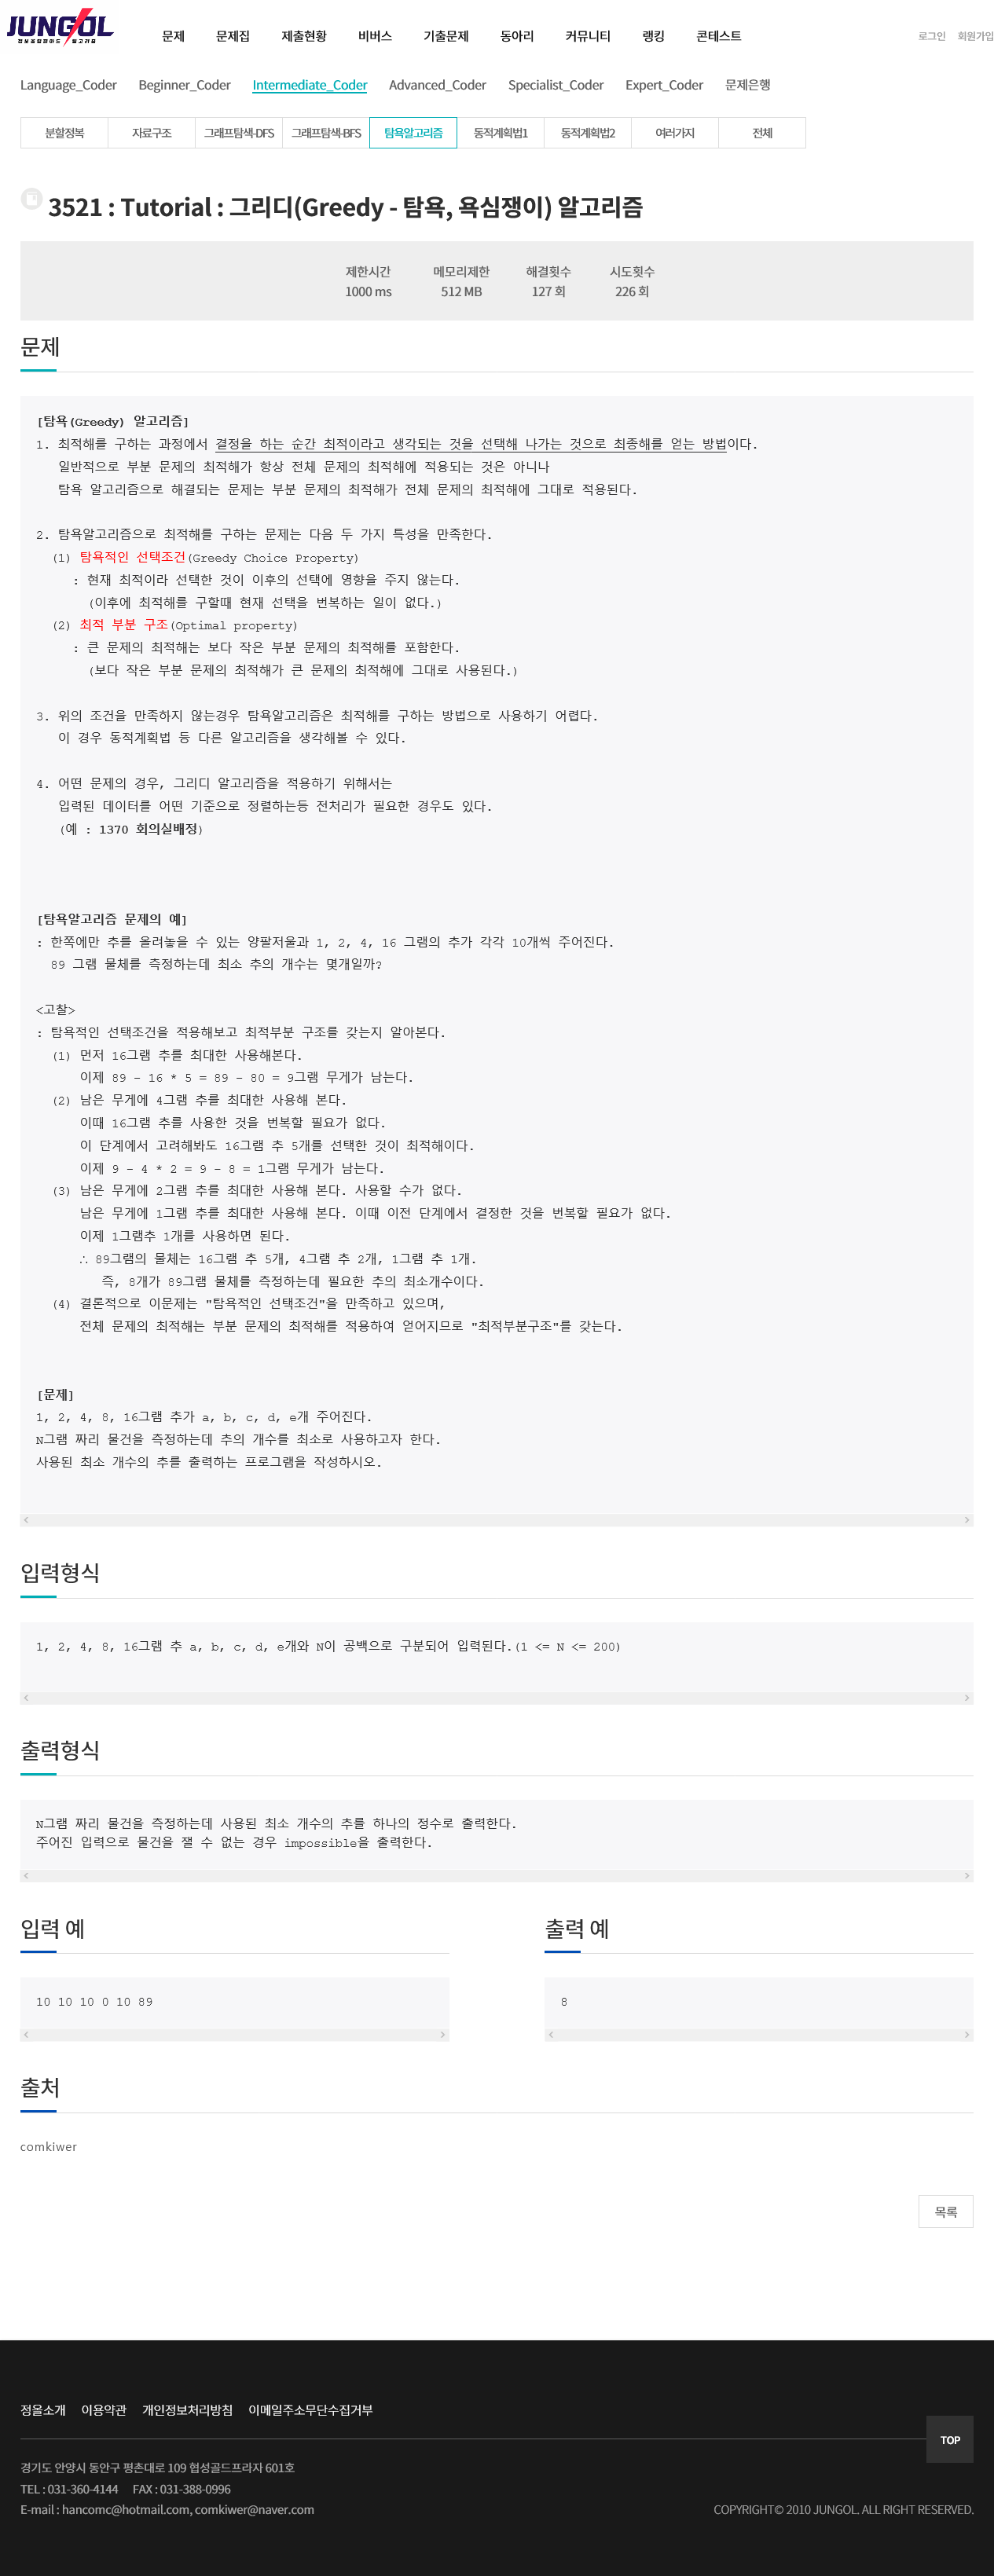 JUNGOL
정보올림피아드 & 알고리즘
문제 문제집 제출현황 비버스 기출문제 동아리 커뮤니티 랭킹 콘테스트 로그인 회원가입
Language_Coder Beginner_Coder Intermediate_Coder Advanced_Coder Specialist_Coder Expert_Coder 문제은행
분할정복 자료구조 그래프탐색-DFS 그래프탐색-BFS 탐욕알고리즘 동적계획법1 동적계획법2 여러가지 전체
3521 : Tutorial : 그리디(Greedy - 탐욕, 욕심쟁이) 알고리즘
제한시간 메모리제한 해결횟수 시도횟수
1000 ms 512 MB 127 회 226 회
문제
[탐욕(Greedy) 알고리즘]
1. 최적해를 구하는 과정에서 결정을 하는 순간 최적이라고 생각되는 것을 선택해 나가는 것으로 최종해를 얻는 방법이다.
일반적으로 부분 문제의 최적해가 항상 전체 문제의 최적해에 적용되는 것은 아니나
탐욕 알고리즘으로 해결되는 문제는 부분 문제의 최적해가 전체 문제의 최적해에 그대로 적용된다.
2. 탐욕알고리즘으로 최적해를 구하는 문제는 다음 두 가지 특성을 만족한다.
(1) 탐욕적인 선택조건(Greedy Choice Property)
: 현재 최적이라 선택한 것이 이후의 선택에 영향을 주지 않는다.
(이후에 최적해를 구할때 현재 선택을 번복하는 일이 없다.)
(2) 최적 부분 구조(Optimal property)
: 큰 문제의 최적해는 보다 작은 부분 문제의 최적해를 포함한다.
(보다 작은 부분 문제의 최적해가 큰 문제의 최적해에 그대로 사용된다.)
3. 위의 조건을 만족하지 않는경우 탐욕알고리즘은 최적해를 구하는 방법으로 사용하기 어렵다.
이 경우 동적계획법 등 다른 알고리즘을 생각해볼 수 있다.
4. 어떤 문제의 경우, 그리디 알고리즘을 적용하기 위해서는
입력된 데이터를 어떤 기준으로 정렬하는등 전처리가 필요한 경우도 있다.
(예 : 1370 회의실배정)
[탐욕알고리즘 문제의 예]
: 한쪽에만 추를 올려놓을 수 있는 양팔저울과 1, 2, 4, 16 그램의 추가 각각 10개씩 주어진다.
89 그램 물체를 측정하는데 최소 추의 개수는 몇개일까?
<고찰>
: 탐욕적인 선택조건을 적용해보고 최적부분 구조를 갖는지 알아본다.
(1) 먼저 16그램 추를 최대한 사용해본다.
이제 89 - 16 * 5 = 89 - 80 = 9그램 무게가 남는다.
(2) 남은 무게에 4그램 추를 최대한 사용해 본다.
이때 16그램 추를 사용한 것을 번복할 필요가 없다.
이 단계에서 고려해봐도 16그램 추 5개를 선택한 것이 최적해이다.
이제 9 - 4 * 2 = 9 - 8 = 1그램 무게가 남는다.
(3) 남은 무게에 2그램 추를 최대한 사용해 본다. 사용할 수가 없다.
남은 무게에 1그램 추를 최대한 사용해 본다. 이때 이전 단계에서 결정한 것을 번복할 필요가 없다.
이제 1그램추 1개를 사용하면 된다.
∴ 89그램의 물체는 16그램 추 5개, 4그램 추 2개, 1그램 추 1개.
즉, 8개가 89그램 물체를 측정하는데 필요한 추의 최소개수이다.
(4) 결론적으로 이문제는 "탐욕적인 선택조건"을 만족하고 있으며,
전체 문제의 최적해는 부분 문제의 최적해를 적용하여 얻어지므로 "최적부분구조"를 갖는다.
[문제]
1, 2, 4, 8, 16그램 추가 a, b, c, d, e개 주어진다.
N그램 짜리 물건을 측정하는데 추의 개수를 최소로 사용하고자 한다.
사용된 최소 개수의 추를 출력하는 프로그램을 작성하시오.
입력형식
1, 2, 4, 8, 16그램 추 a, b, c, d, e개와 N이 공백으로 구분되어 입력된다.(1 <= N <= 200)
출력형식
N그램 짜리 물건을 측정하는데 사용된 최소 개수의 추를 하나의 정수로 출력한다.
주어진 입력으로 물건을 잴 수 없는 경우 impossible을 출력한다.
입력 예 출력 예
10 10 10 0 10 89 8
출처
comkiwer
목록
정올소개 이용약관 개인정보처리방침 이메일주소무단수집거부
TOP
경기도 안양시 동안구 평촌대로 109 협성골드프라자 601호
TEL : 031-360-4144 FAX : 031-388-0996
E-mail : hancomc@hotmail.com, comkiwer@naver.com COPYRIGHT© 2010 JUNGOL. ALL RIGHT RESERVED.